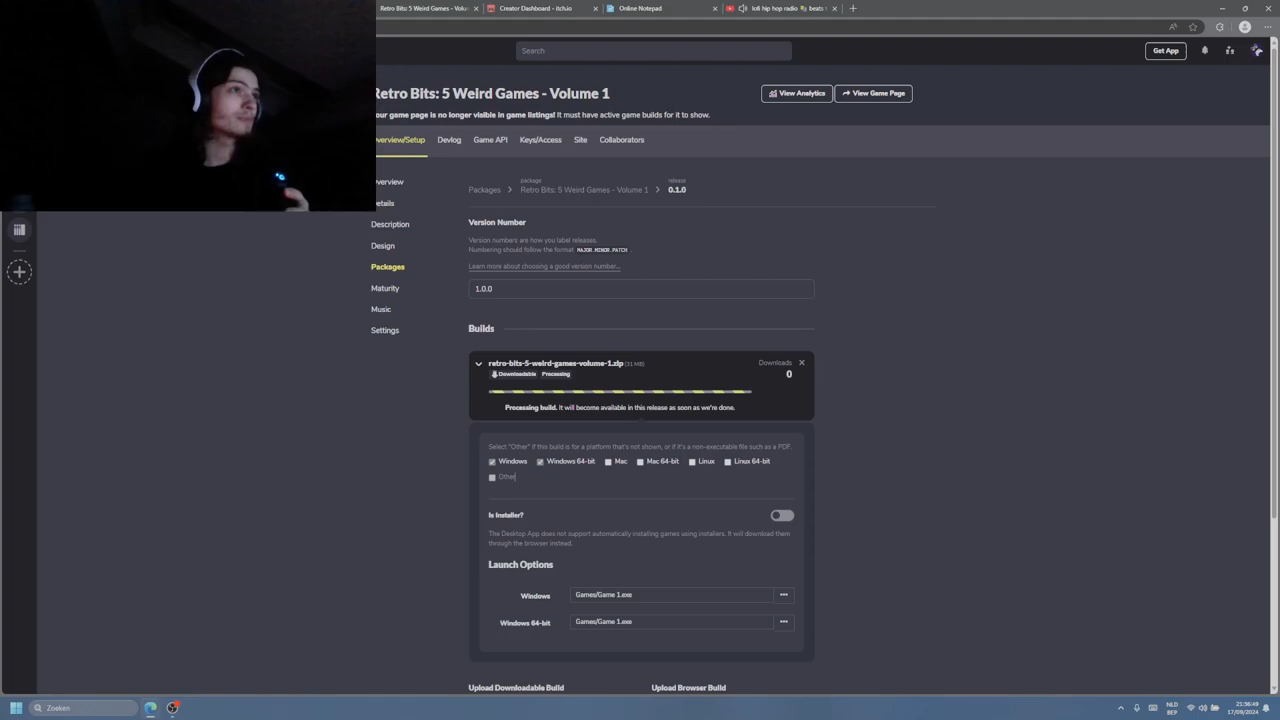 Retro Bits: 5 Weird Games - Volum
Creator Dashboard - itch.io
Online Notepad
lofi hip hop radio 📚 beats t
Search
Get App
Retro Bits: 5 Weird Games - Volume 1
View Analytics
View Game Page
our game page is no longer visible in game listings! It must have active game builds for it to show.
verview/Setup
Devlog
Game API
Keys/Access
Site
Collaborators
verview
package
release
Packages
Retro Bits: 5 Weird Games - Volume 1
0.1.0
etails
Description
Version Number
Version numbers are how you label releases.
Design
Numbering should follow the format MAJOR.MINOR.PATCH .
Packages
Learn more about choosing a good version number...
Maturity
1.0.0
Music
Settings
Builds
retro-bits-5-weird-games-volume-1.zip (31 MB)
Downloads
Downloadable
Processing
0
Processing build. It will become available in this release as soon as we're done.
Select "Other" if this build is for a platform that's not shown, or if it's a non-executable file such as a PDF.
Windows
Windows 64-bit
Mac
Mac 64-bit
Linux
Linux 64-bit
Other
Is Installer?
The Desktop App does not support automatically installing games using installers. It will download them
through the browser instead.
Launch Options
Windows
Games/Game 1.exe
Windows 64-bit
Games/Game 1.exe
Upload Downloadable Build
Upload Browser Build
Zoeken
NLD
BEP
21:36:49
17/09/2024